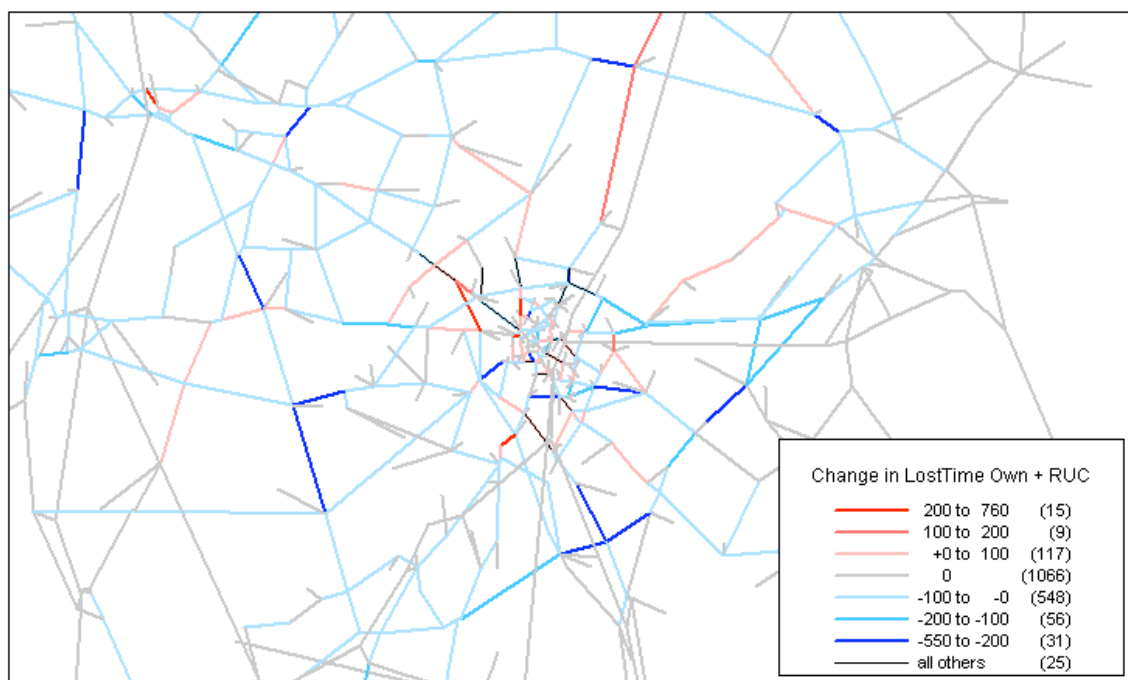 Change in LostTime Own + RUC
200 to 760 (15)
100 to 200 (9)
+0 to 100 (117)
0 (1066)
-100 to -0 (548)
-200 to -100 (56)
-550 to -200 (31)
all others (25)